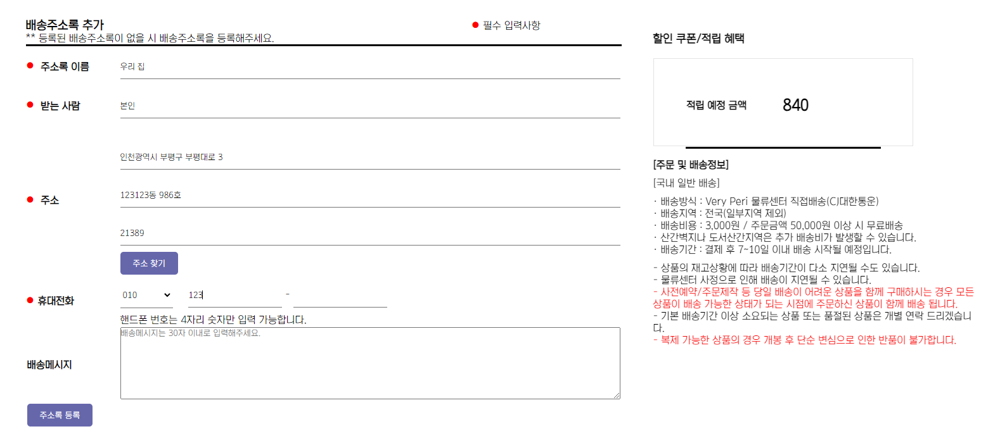 배송주소록 추가
● 필수 입력사항
** 등록된 배송주소록이 없을 시 배송주소록을 등록해주세요.
● 주소록 이름
우리 집
● 받는 사람
본인
인천광역시 부평구 부평대로 3
● 주소
123123동 986호
21389
주소 찾기
● 휴대전화
010
123
-
핸드폰 번호는 4자리 숫자만 입력 가능합니다.
배송메시지
배송메시지는 30자 이내로 입력해주세요.
주소록 등록
할인 쿠폰/적립 혜택
적립 예정 금액
840
[주문 및 배송정보]
[국내 일반 배송]
· 배송방식 : Very Peri 물류센터 직접배송(CJ대한통운)
· 배송지역 : 전국(일부지역 제외)
· 배송비용 : 3,000원 / 주문금액 50,000원 이상 시 무료배송
· 산간벽지나 도서산간지역은 추가 배송비가 발생할 수 있습니다.
· 배송기간 : 결제 후 7~10일 이내 배송 시작될 예정입니다.
- 상품의 재고상황에 따라 배송기간이 다소 지연될 수도 있습니다.
- 물류센터 사정으로 인해 배송이 지연될 수 있습니다.
- 사전예약/주문제작 등 당일 배송이 어려운 상품을 함께 구매하시는 경우 모든
상품이 배송 가능한 상태가 되는 시점에 주문하신 상품이 함께 배송 됩니다.
- 기본 배송기간 이상 소요되는 상품 또는 품절된 상품은 개별 연락 드리겠습니
다.
- 복제 가능한 상품의 경우 개봉 후 단순 변심으로 인한 반품이 불가합니다.